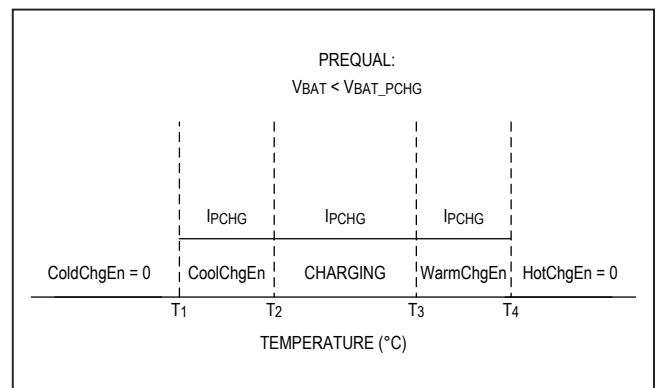 PREQUAL:
VBAT < VBAT_PCHG
IPCHG IPCHG IPCHG
ColdChgEn = 0 CoolChgEn CHARGING WarmChgEn HotChgEn = 0
T1 T2 T3 T4
TEMPERATURE (°C)